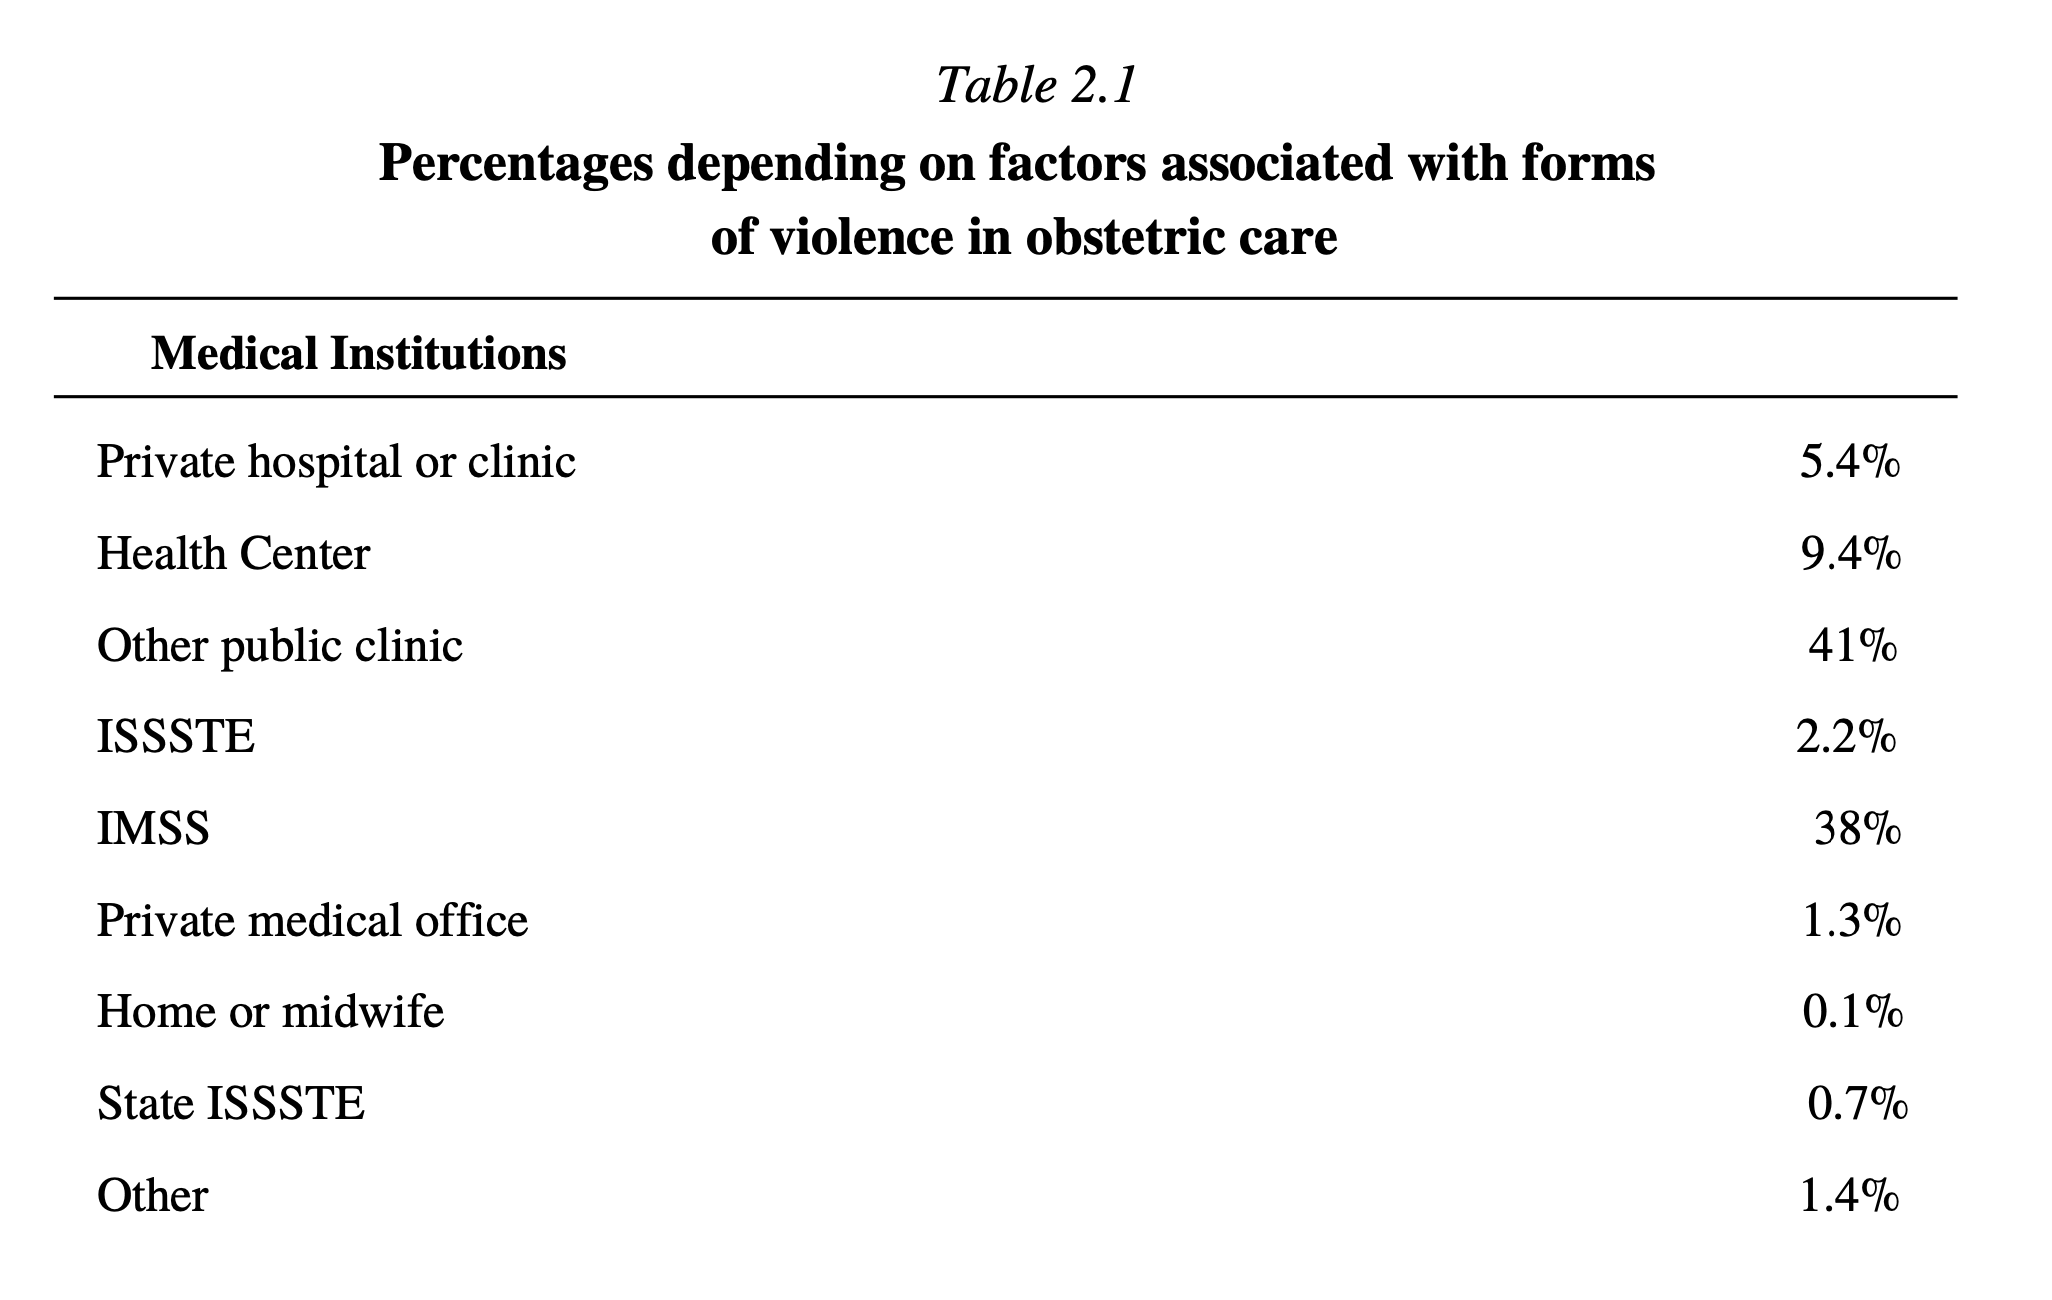 Table 2.1
Percentages depending on factors associated with forms
of violence in obstetric care
Medical Institutions
Private hospital or clinic 5.4%
Health Center 9.4%
Other public clinic 41%
ISSSTE 2.2%
IMSS 38%
Private medical office 1.3%
Home or midwife 0.1%
State ISSSTE 0.7%
Other 1.4%